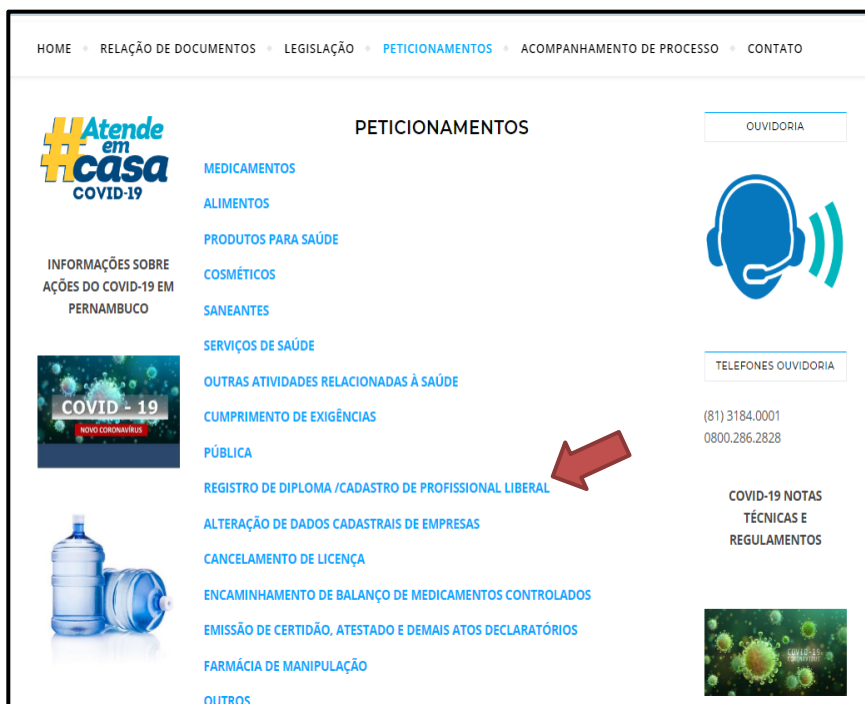 HOME RELAÇÃO DE DOCUMENTOS LEGISLAÇÃO PETICIONAMENTOS ACOMPANHAMENTO DE PROCESSO CONTATO
#Atende
em
casa
COVID-19
INFORMAÇÕES SOBRE
AÇÕES DO COVID-19 EM
PERNAMBUCO
COVID - 19
NOVO CORONAVÍRUS
PETICIONAMENTOS
MEDICAMENTOS
ALIMENTOS
PRODUTOS PARA SAÚDE
COSMÉTICOS
SANEANTES
SERVIÇOS DE SAÚDE
OUTRAS ATIVIDADES RELACIONADAS À SAÚDE
CUMPRIMENTO DE EXIGÊNCIAS
PÚBLICA
REGISTRO DE DIPLOMA /CADASTRO DE PROFISSIONAL LIBERAL
ALTERAÇÃO DE DADOS CADASTRAIS DE EMPRESAS
CANCELAMENTO DE LICENÇA
ENCAMINHAMENTO DE BALANÇO DE MEDICAMENTOS CONTROLADOS
EMISSÃO DE CERTIDÃO, ATESTADO E DEMAIS ATOS DECLARATÓRIOS
FARMÁCIA DE MANIPULAÇÃO
OUTROS
OUVIDORIA
TELEFONES OUVIDORIA
(81) 3184.0001
0800.286.2828
COVID-19 NOTAS
TÉCNICAS E
REGULAMENTOS
COVID-19
CORONAVIRUS